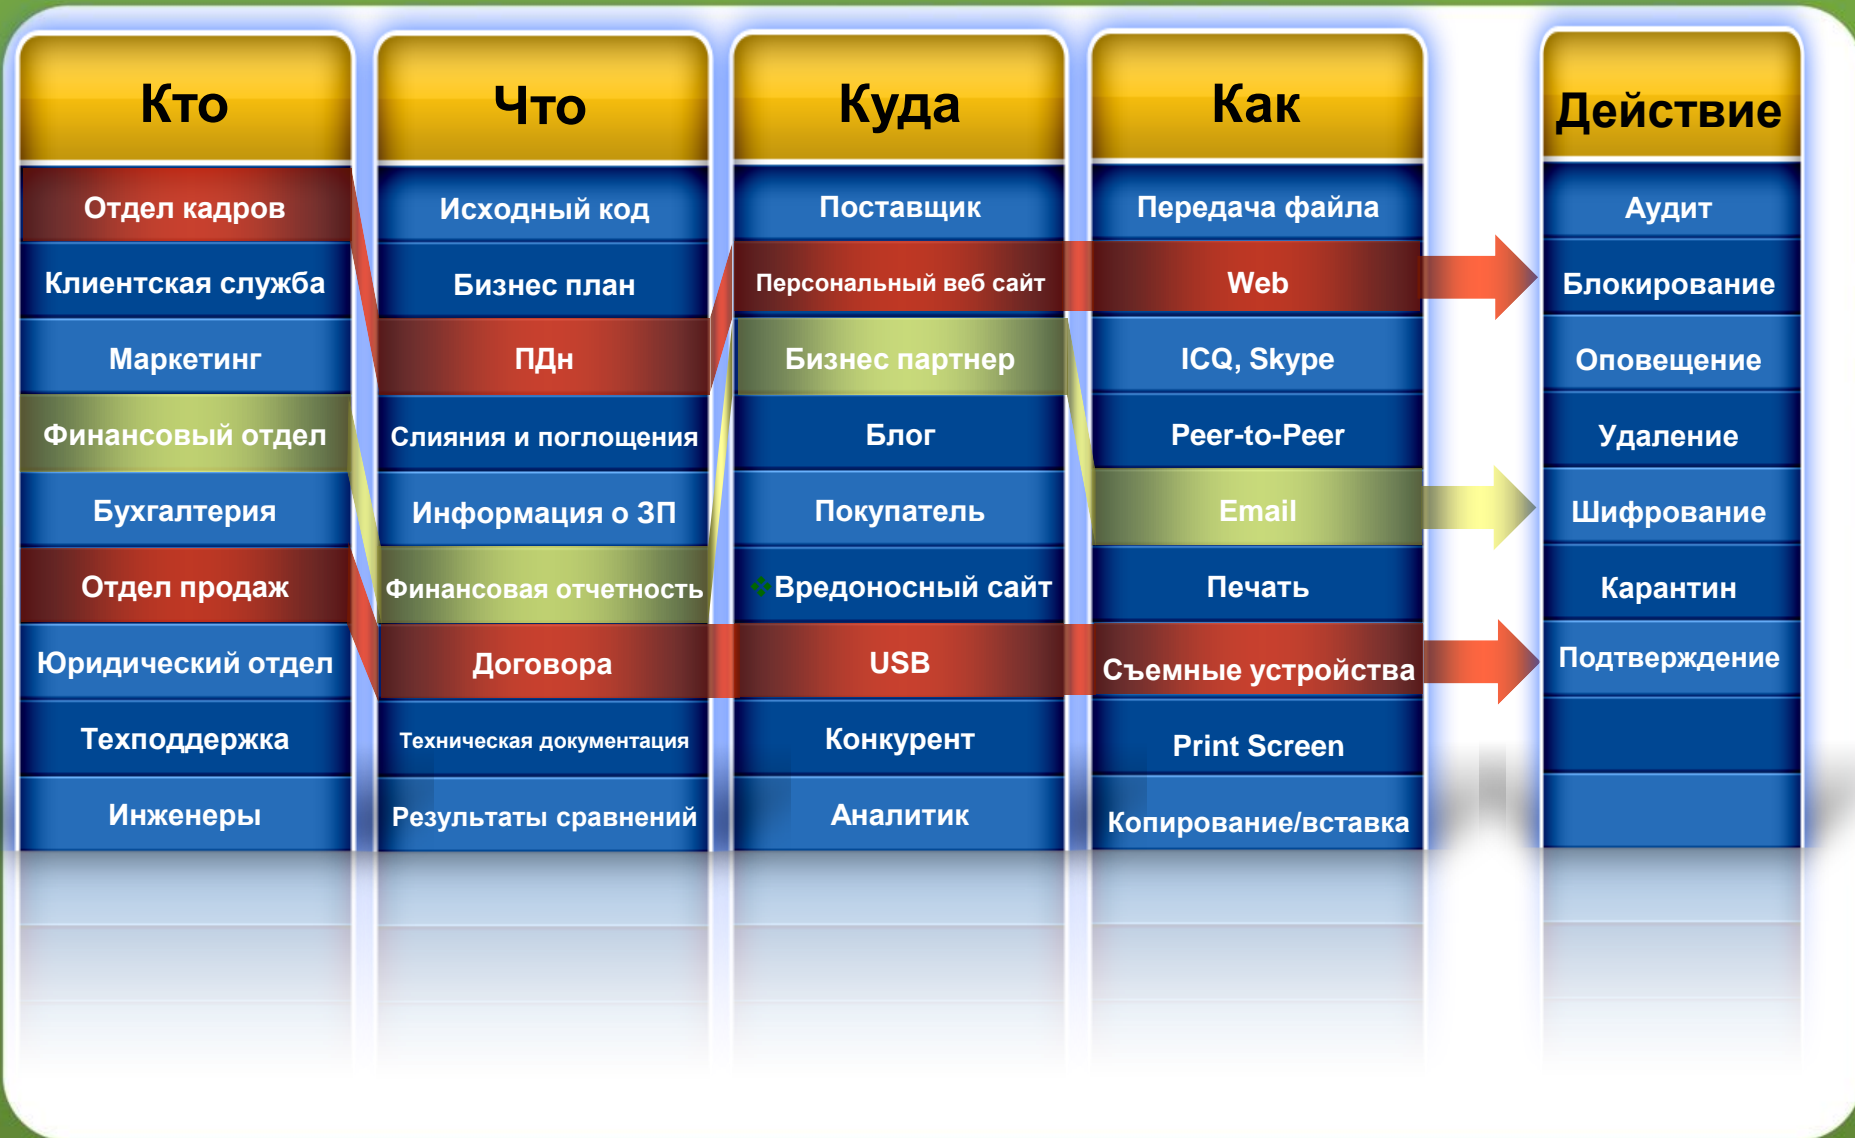 Кто
Что
Куда
Как
Действие
Отдел кадров
Исходный код
Поставщик
Передача файла
Аудит
Клиентская служба
Бизнес план
Персональный веб сайт
Web
Блокирование
Маркетинг
ПДн
Бизнес партнер
ICQ, Skype
Оповещение
Финансовый отдел
Слияния и поглощения
Блог
Peer-to-Peer
Удаление
Бухгалтерия
Информация о ЗП
Покупатель
Email
Шифрование
Отдел продаж
Финансовая отчетность
Вредоносный сайт
Печать
Карантин
Юридический отдел
Договора
USB
Съемные устройства
Подтверждение
Техподдержка
Техническая документация
Конкурент
Print Screen
Инженеры
Результаты сравнений
Аналитик
Копирование/вставка